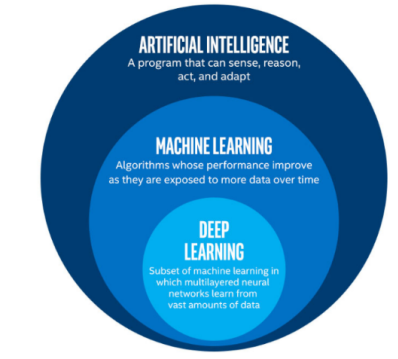 ARTIFICIAL INTELLIGENCE
A program that can sense, reason,
act, and adapt
MACHINE LEARNING
Algorithms whose performance improve
as they are exposed to more data over time
DEEP
LEARNING
Subset of machine learning in
which multilayered neural
networks learn from
vast amounts of data